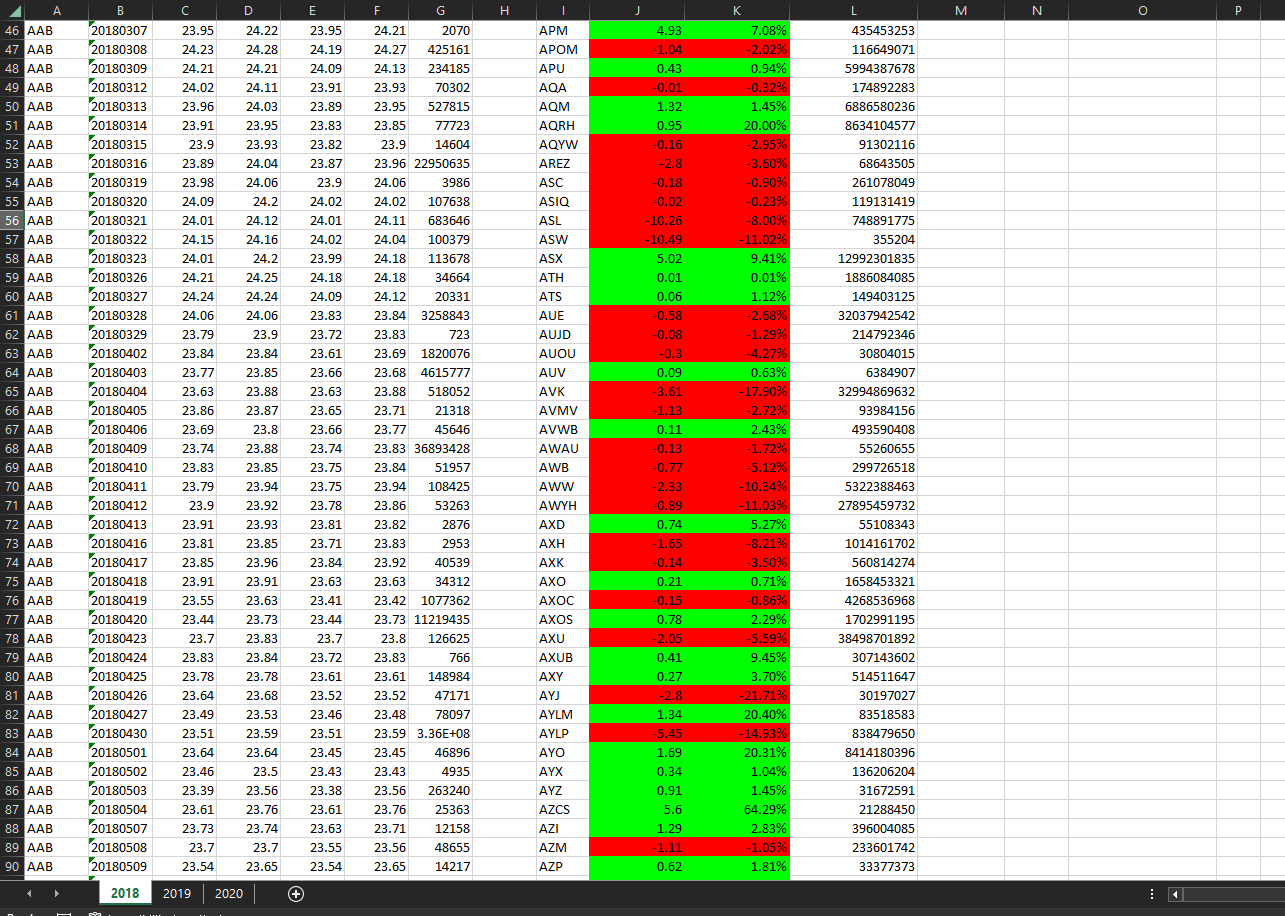 A B C D E F G H I J K L M N O P
46 AAB 20180307 23.95 24.22 23.95 24.21 2070 APM 4.93 7.08% 435453253
47 AAB 20180308 24.23 24.28 24.19 24.27 425161 APOM -1.04 -2.02% 116649071
48 AAB 20180309 24.21 24.21 24.09 24.13 234185 APU 0.43 0.94% 5994387678
49 AAB 20180312 24.02 24.11 23.91 23.93 70302 AQA -0.01 -0.32% 174892283
50 AAB 20180313 23.96 24.03 23.89 23.95 527815 AQM 1.32 1.45% 6886580236
51 AAB 20180314 23.91 23.95 23.83 23.85 77723 AQRH 0.95 20.00% 8634104577
52 AAB 20180315 23.9 23.93 23.82 23.9 14604 AQYW -0.16 -2.95% 91302116
53 AAB 20180316 23.89 24.04 23.87 23.96 22950635 AREZ -2.8 -3.60% 68643505
54 AAB 20180319 23.98 24.06 23.9 24.06 3986 ASC -0.18 -0.90% 261078049
55 AAB 20180320 24.09 24.2 24.02 24.02 107638 ASIQ -0.02 -0.23% 119131419
56 AAB 20180321 24.01 24.12 24.01 24.11 683646 ASL -10.26 -8.00% 748891775
57 AAB 20180322 24.15 24.16 24.02 24.04 100379 ASW -10.49 -11.02% 355204
58 AAB 20180323 24.01 24.2 23.99 24.18 113678 ASX 5.02 9.41% 12992301835
59 AAB 20180326 24.21 24.25 24.18 24.18 34664 ATH 0.01 0.01% 1886084085
60 AAB 20180327 24.24 24.24 24.09 24.12 20331 ATS 0.06 1.12% 149403125
61 AAB 20180328 24.06 24.06 23.83 23.84 3258843 AUE -0.58 -2.68% 32037942542
62 AAB 20180329 23.79 23.9 23.72 23.83 723 AUJD -0.08 -1.29% 214792346
63 AAB 20180402 23.84 23.84 23.61 23.69 1820076 AUOU -0.3 -4.27% 30804015
64 AAB 20180403 23.77 23.85 23.66 23.68 4615777 AUV 0.09 0.63% 6384907
65 AAB 20180404 23.63 23.88 23.63 23.88 518052 AVK -3.61 -17.90% 32994869632
66 AAB 20180405 23.86 23.87 23.65 23.71 21318 AVMV -1.13 -2.72% 93984156
67 AAB 20180406 23.69 23.8 23.66 23.77 45646 AVWB 0.11 2.43% 493590408
68 AAB 20180409 23.74 23.88 23.74 23.83 36893428 AWAU -0.13 -1.72% 55260655
69 AAB 20180410 23.83 23.85 23.75 23.84 51957 AWB -0.77 -5.12% 299726518
70 AAB 20180411 23.79 23.94 23.75 23.94 108425 AWW -2.33 -10.34% 5322388463
71 AAB 20180412 23.9 23.92 23.78 23.86 53263 AWYH -0.89 -11.03% 27895459732
72 AAB 20180413 23.91 23.93 23.81 23.82 2876 AXD 0.74 5.27% 55108343
73 AAB 20180416 23.81 23.85 23.71 23.83 2953 AXH -1.65 -8.21% 1014161702
74 AAB 20180417 23.85 23.96 23.84 23.92 40539 AXK -0.14 -3.50% 560814274
75 AAB 20180418 23.91 23.91 23.63 23.63 34312 AXO 0.21 0.71% 1658453321
76 AAB 20180419 23.55 23.63 23.41 23.42 1077362 AXOC -0.15 -0.86% 4268536968
77 AAB 20180420 23.44 23.73 23.44 23.73 11219435 AXOS 0.78 2.29% 1702991195
78 AAB 20180423 23.7 23.83 23.7 23.8 126625 AXU -2.05 -5.59% 38498701892
79 AAB 20180424 23.83 23.84 23.72 23.83 766 AXUB 0.41 9.45% 307143602
80 AAB 20180425 23.78 23.78 23.61 23.61 148984 AXY 0.27 3.70% 514511647
81 AAB 20180426 23.64 23.68 23.52 23.52 47171 AYJ -2.8 -21.71% 30197027
82 AAB 20180427 23.49 23.53 23.46 23.48 78097 AYLM 1.34 20.40% 83518583
83 AAB 20180430 23.51 23.59 23.51 23.59 3.36E+08 AYLP -5.45 -14.93% 838479650
84 AAB 20180501 23.64 23.64 23.45 23.45 46896 AYO 1.69 20.31% 8414180396
85 AAB 20180502 23.46 23.5 23.43 23.43 4935 AYX 0.34 1.04% 136206204
86 AAB 20180503 23.39 23.56 23.38 23.56 263240 AYZ 0.91 1.45% 31672591
87 AAB 20180504 23.61 23.76 23.61 23.76 25363 AZCS 5.6 64.29% 21288450
88 AAB 20180507 23.73 23.74 23.63 23.71 12158 AZI 1.29 2.83% 396004085
89 AAB 20180508 23.7 23.7 23.55 23.56 48655 AZM -1.11 -1.05% 233601742
90 AAB 20180509 23.54 23.65 23.54 23.65 14217 AZP 0.62 1.81% 33377373
2018 2019 2020